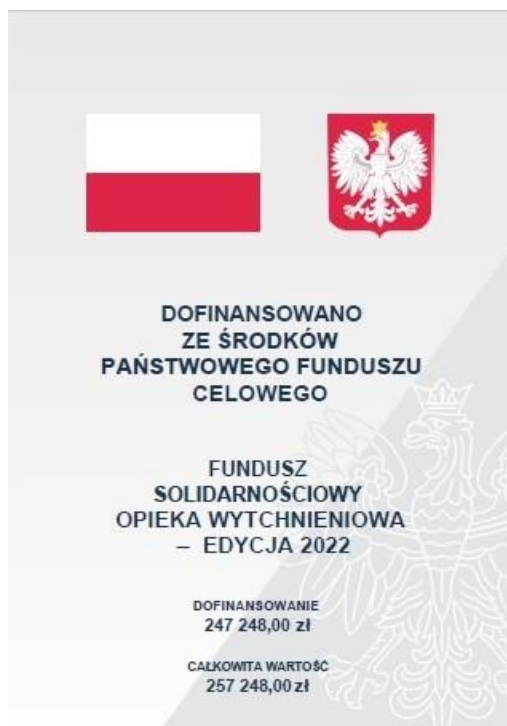 DOFINANSOWANO
ZE ŚRODKÓW
PAŃSTWOWEGO FUNDUSZU
CELOWEGO
FUNDUSZ
SOLIDARNOŚCIOWY
OPIEKA WYTCHNIENIOWA
– EDYCJA 2022
DOFINANSOWANIE
247 248,00 zł
CAŁKOWITA WARTOŚĆ
257 248,00 zł